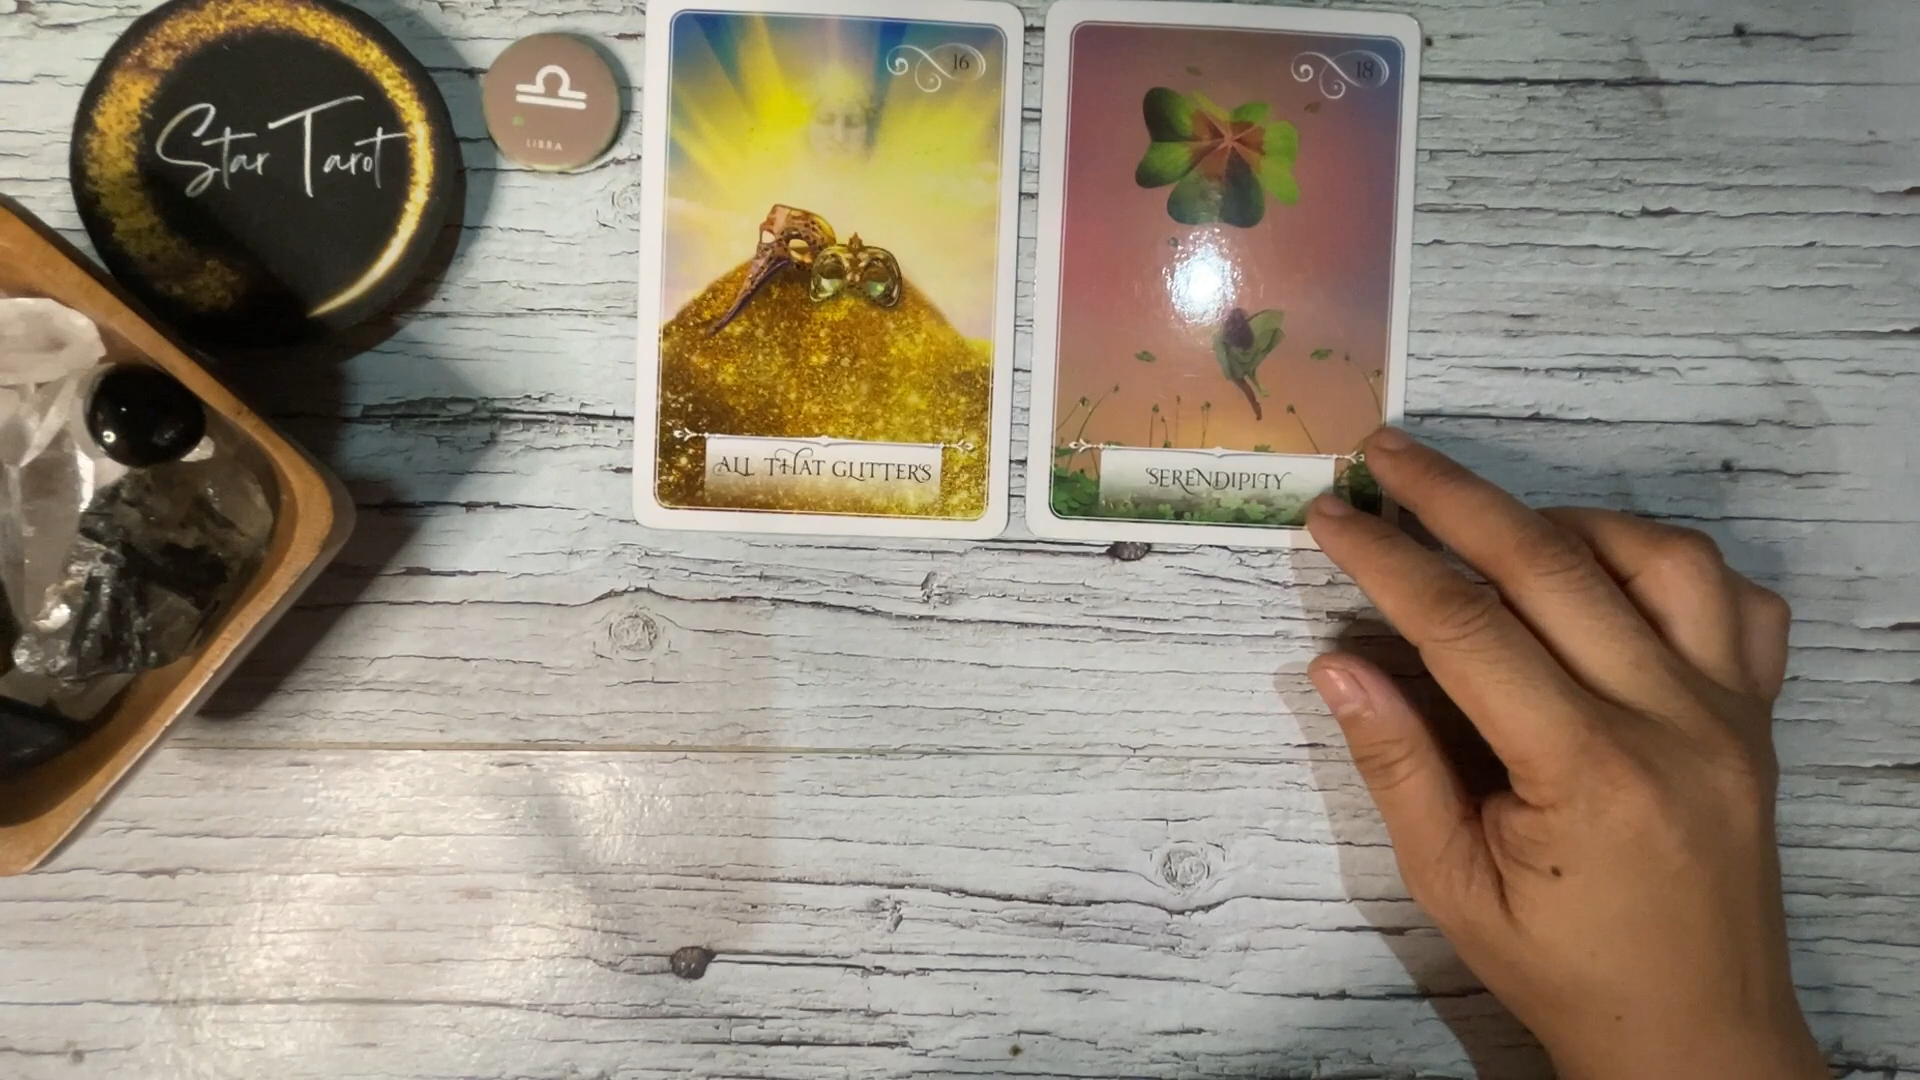 Star Tarot
LIBRA
16
ALL THAT GLITTERS
18
SERENDIPITY